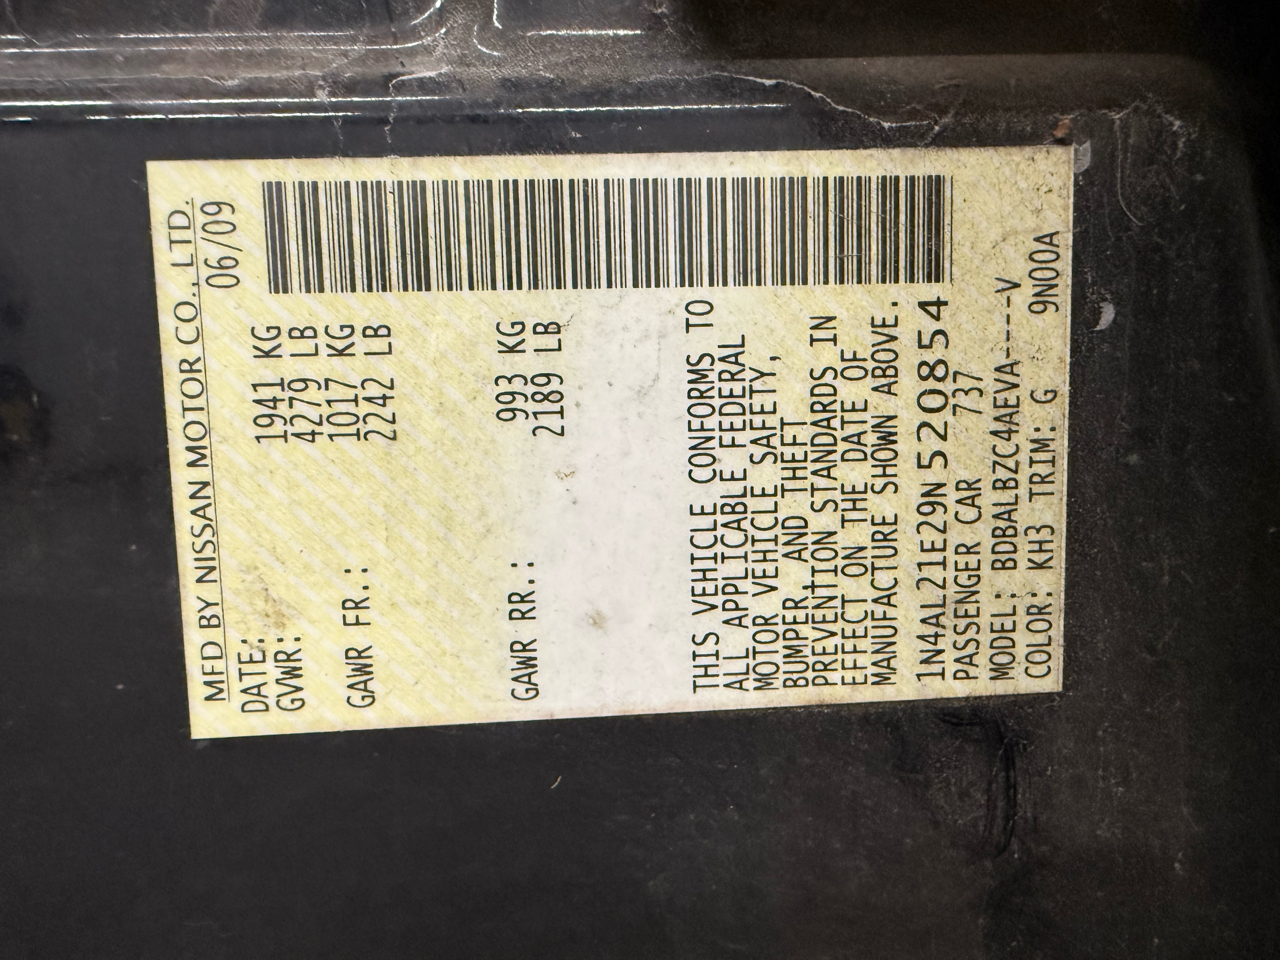 MFD BY NISSAN MOTOR CO., LTD.
DATE: 06/09
GVWR: 1941 KG
4279 LB
GAWR FR.: 1017 KG
2242 LB
GAWR RR.: 993 KG
2189 LB
THIS VEHICLE CONFORMS TO
ALL APPLICABLE FEDERAL
MOTOR VEHICLE SAFETY,
BUMPER, AND THEFT
PREVENTION STANDARDS IN
EFFECT ON THE DATE OF
MANUFACTURE SHOWN ABOVE.
1N4AL21E29N520854
PASSENGER CAR 737
MODEL: BDBALBZC4AEVA----V
COLOR: KH3 TRIM: G 9N00A